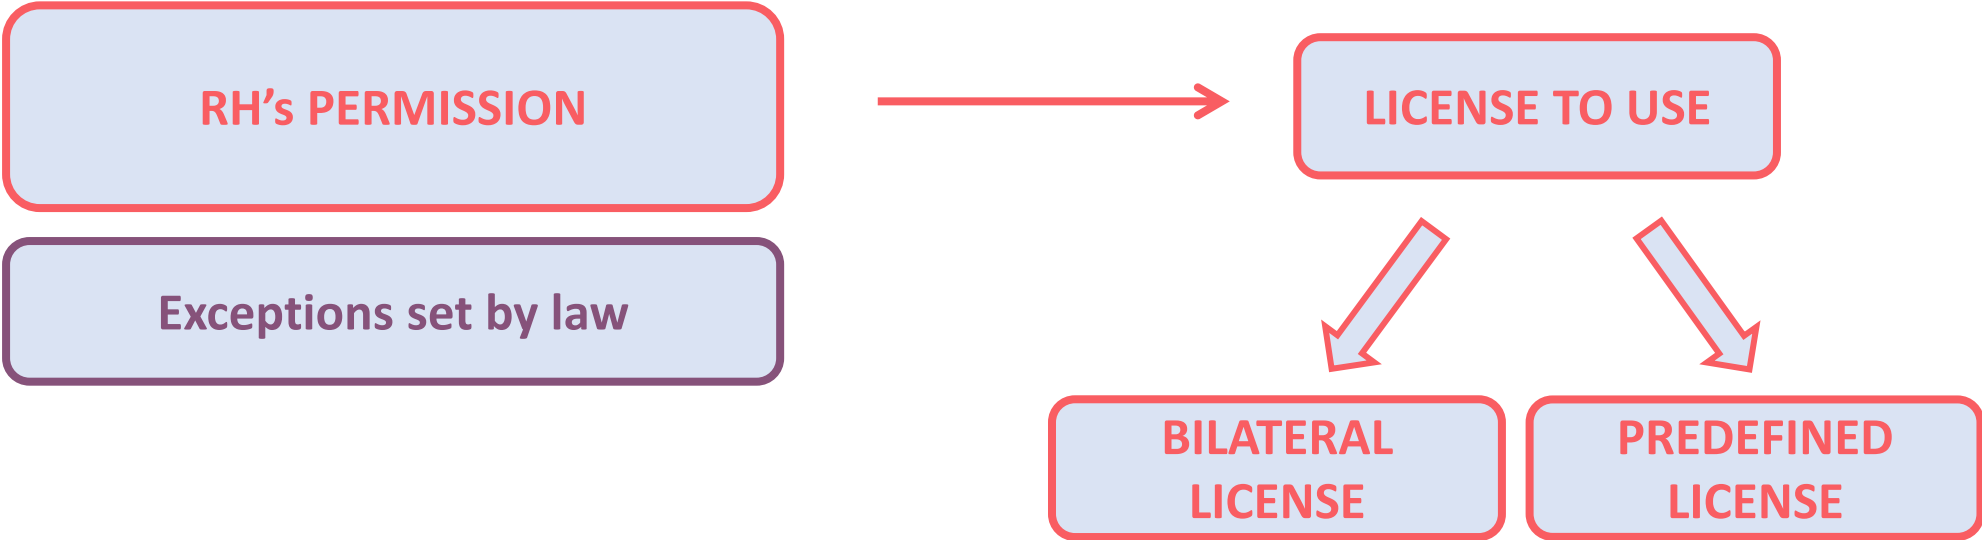 RH’s PERMISSION
LICENSE TO USE
Exceptions set by law
BILATERAL
LICENSE
PREDEFINED
LICENSE